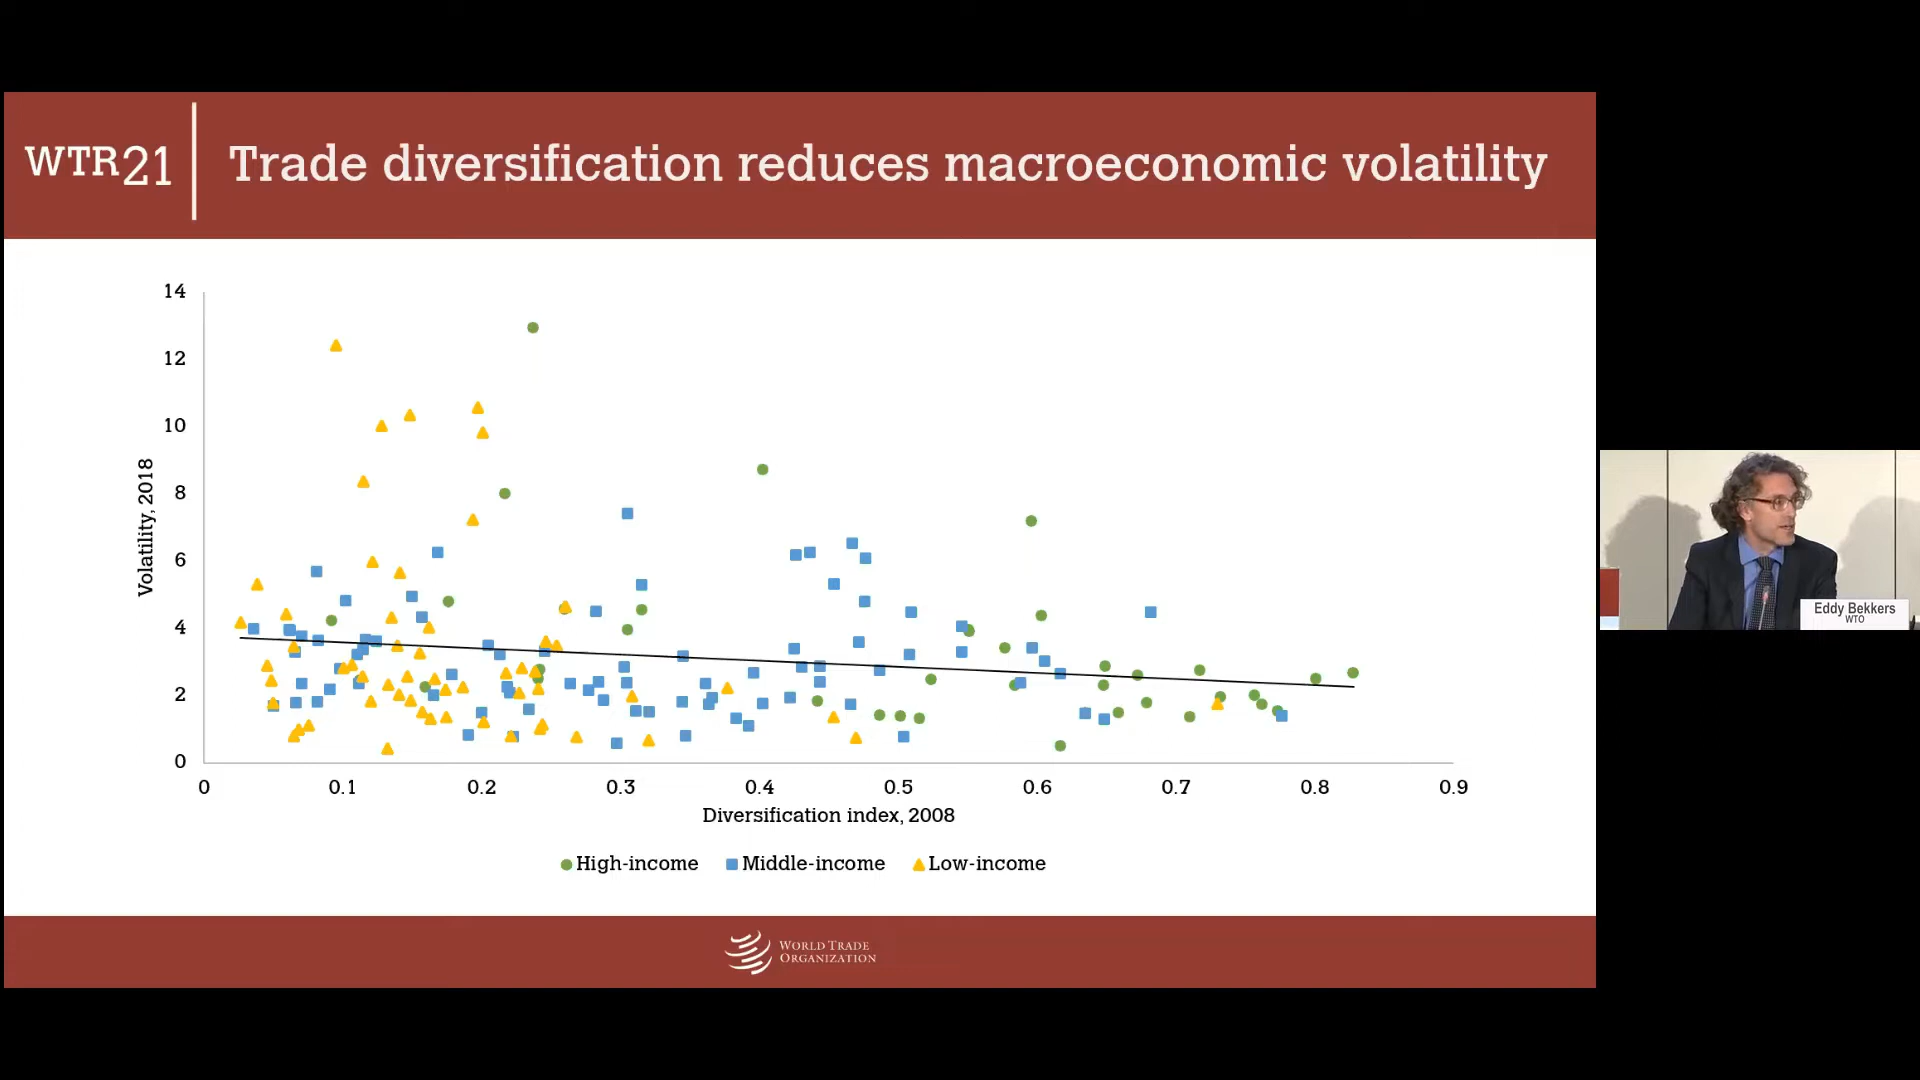 WTR21
Trade diversification reduces macroeconomic volatility
14
12
10
8
6
4
2
0
Volatility, 2018
0 0.1 0.2 0.3 0.4 0.5 0.6 0.7 0.8 0.9
Diversification index, 2008
High-income Middle-income Low-income
WORLD TRADE
ORGANIZATION
Eddy Bekkers
WTO